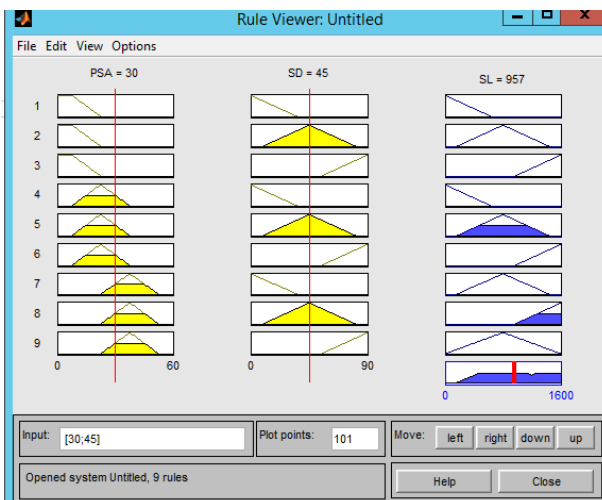 Rule Viewer: Untitled
File Edit View Options
PSA = 30 SD = 45 SL = 957
1
2
3
4
5
6
7
8
9
0 60 0 90
0 1600
Input: [30;45] Plot points: 101 Move: left right down up
Opened system Untitled, 9 rules Help Close